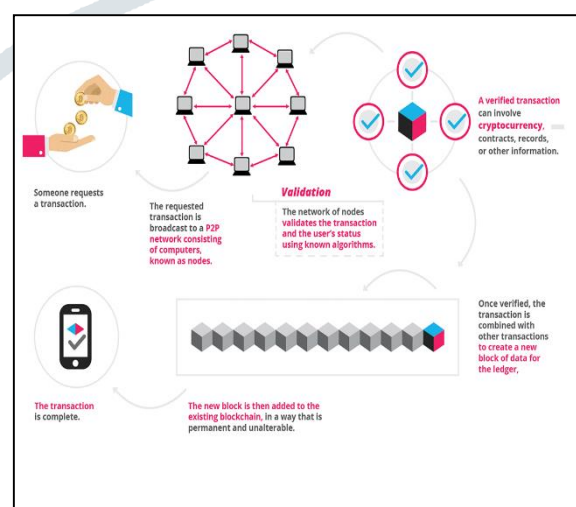 Someone requests
a transaction.
The requested
transaction is
broadcast to a P2P
network consisting
of computers,
known as nodes.
Validation
The network of nodes
validates the transaction
and the user's status
using known algorithms.
A verified transaction
can involve
cryptocurrency,
contracts, records,
or other information.
Once verified, the
transaction is
combined with
other transactions
to create a new
block of data for
the ledger,
The new block is then added to the
existing blockchain, in a way that is
permanent and unalterable.
The transaction
is complete.